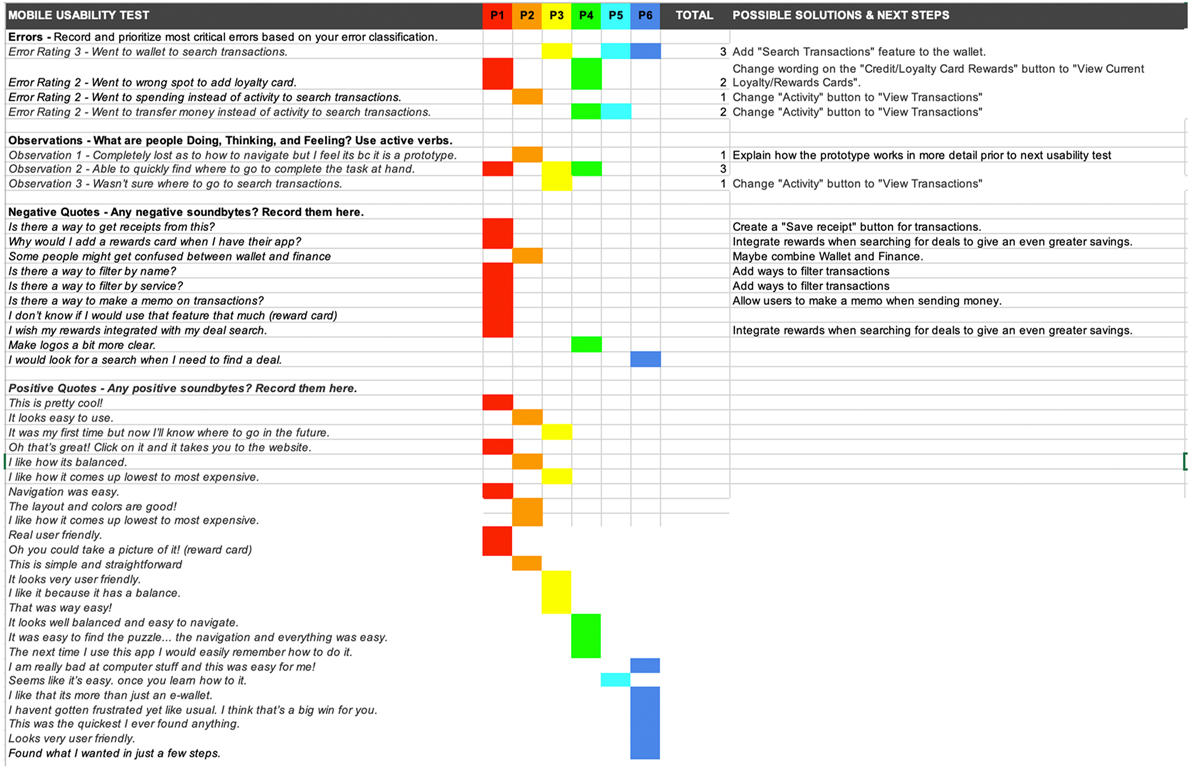 MOBILE USABILITY TEST P1 P2 P3 P4 P5 P6 TOTAL POSSIBLE SOLUTIONS & NEXT STEPS
Errors - Record and prioritize most critical errors based on your error classification.
Error Rating 3 - Went to wallet to search transactions. 3 Add "Search Transactions" feature to the wallet.
Change wording on the "Credit/Loyalty Card Rewards" button to "View Current
Error Rating 2 - Went to wrong spot to add loyalty card. 2 Loyalty/Rewards Cards".
Error Rating 2 - Went to spending instead of activity to search transactions. 1 Change "Activity" button to "View Transactions"
Error Rating 2 - Went to transfer money instead of activity to search transactions. 2 Change "Activity" button to "View Transactions"
Observations - What are people Doing, Thinking, and Feeling? Use active verbs.
Observation 1 - Completely lost as to how to navigate but I feel its bc it is a prototype. 1 Explain how the prototype works in more detail prior to next usability test
Observation 2 - Able to quickly find where to go to complete the task at hand. 3
Observation 3 - Wasn't sure where to go to search transactions. 1 Change "Activity" button to "View Transactions"
Negative Quotes - Any negative soundbytes? Record them here.
Is there a way to get receipts from this? Create a "Save receipt" button for transactions.
Why would I add a rewards card when I have their app? Integrate rewards when searching for deals to give an even greater savings.
Some people might get confused between wallet and finance Maybe combine Wallet and Finance.
Is there a way to filter by name? Add ways to filter transactions
Is there a way to filter by service? Add ways to filter transactions
Is there a way to make a memo on transactions? Allow users to make a memo when sending money.
I don't know if I would use that feature that much (reward card)
I wish my rewards integrated with my deal search. Integrate rewards when searching for deals to give an even greater savings.
Make logos a bit more clear.
I would look for a search when I need to find a deal.
Positive Quotes - Any positive soundbytes? Record them here.
This is pretty cool!
It looks easy to use.
It was my first time but now I'll know where to go in the future.
Oh that's great! Click on it and it takes you to the website.
I like how its balanced.
I like how it comes up lowest to most expensive.
Navigation was easy.
The layout and colors are good!
I like how it comes up lowest to most expensive.
Real user friendly.
Oh you could take a picture of it! (reward card)
This is simple and straightforward
It looks very user friendly.
I like it because it has a balance.
That was way easy!
It looks well balanced and easy to navigate.
It was easy to find the puzzle... the navigation and everything was easy.
The next time I use this app I would easily remember how to do it.
I am really bad at computer stuff and this was easy for me!
Seems like it's easy. once you learn how to it.
I like that its more than just an e-wallet.
I havent gotten frustrated yet like usual. I think that's a big win for you.
This was the quickest I ever found anything.
Looks very user friendly.
Found what I wanted in just a few steps.